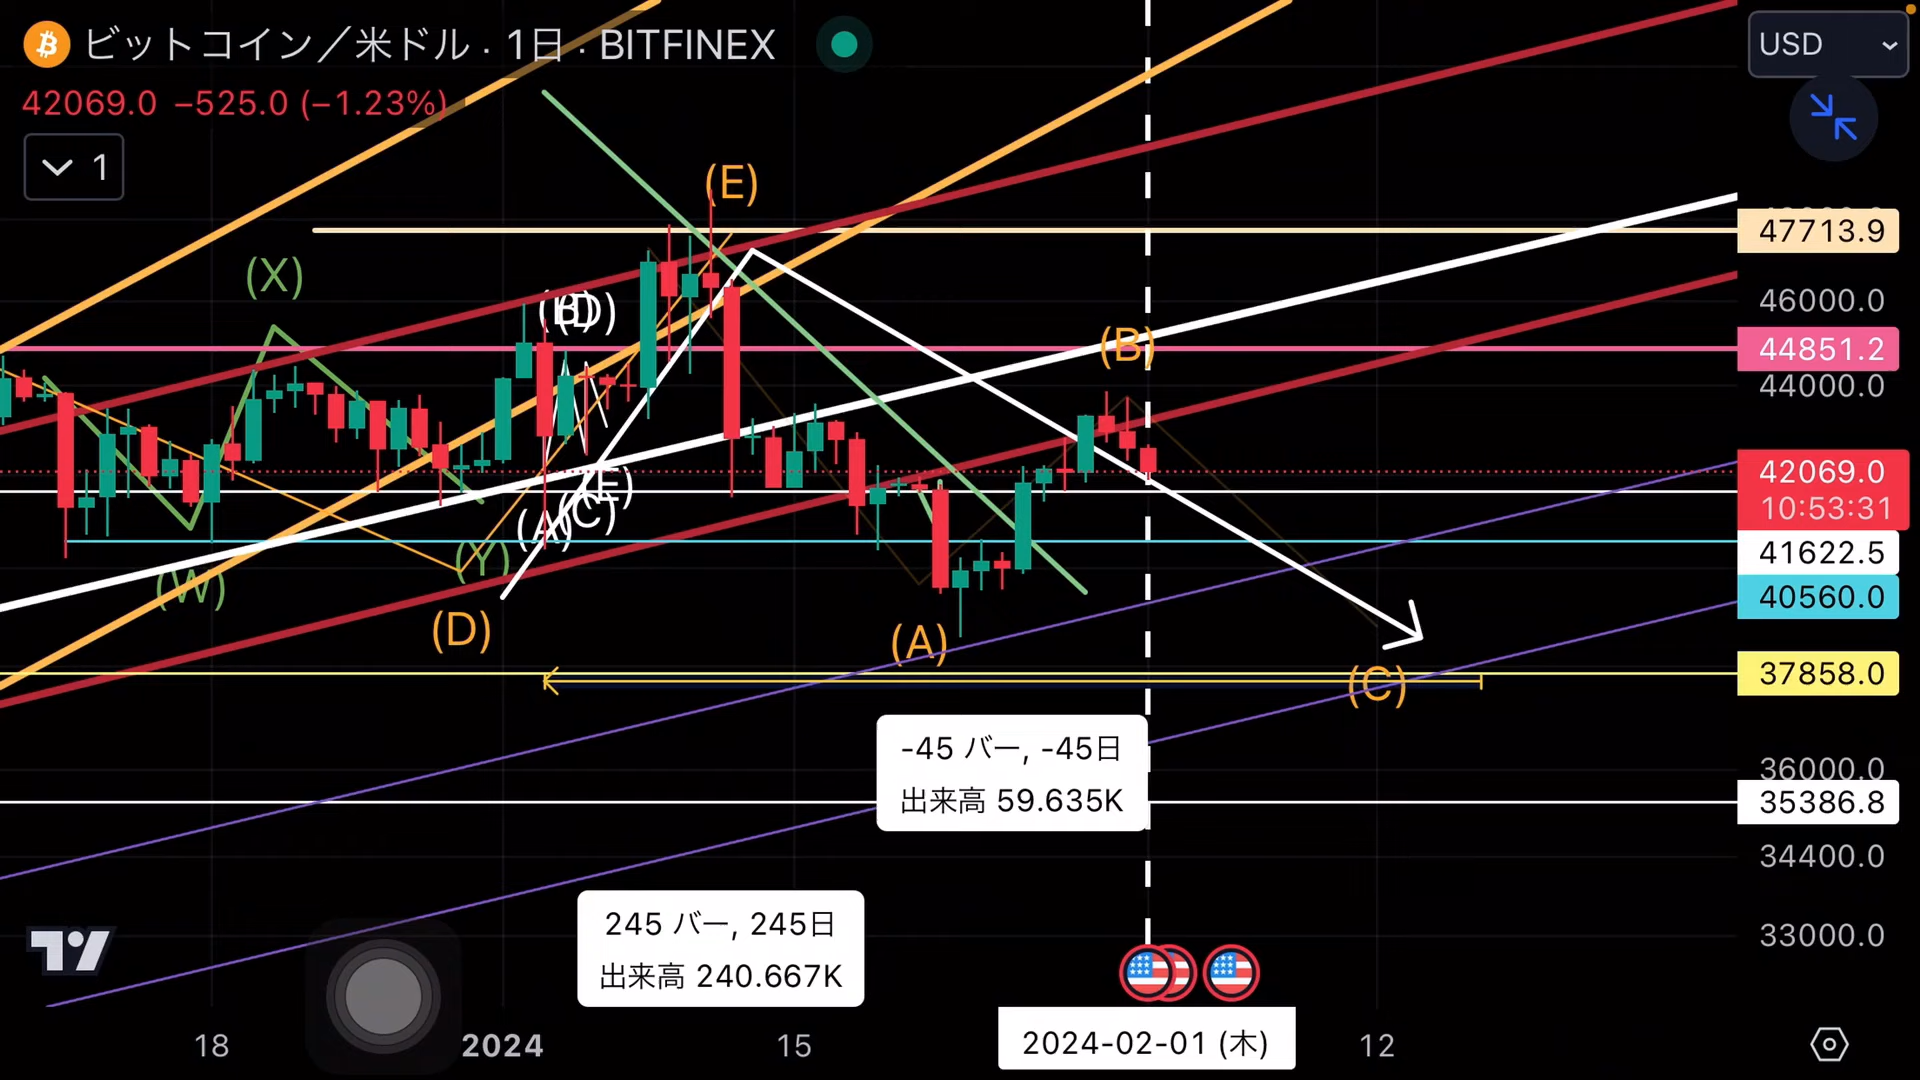 ビットコイン／米ドル · 1日 · BITFINEX
USD
42069.0 −525.0 (−1.23%)
1
(E)
(X)
(B)
(D)
47713.9
46000.0
(B)
44851.2
44000.0
42069.0
10:53:31
(E)
(C)
(A)
41622.5
(Y)
(W)
40560.0
(D)
(A)
37858.0
(C)
-45 バー, -45日
出来高 59.635K
36000.0
35386.8
34400.0
245 バー, 245日
出来高 240.667K
33000.0
18
2024
15
2024-02-01 (木)
12